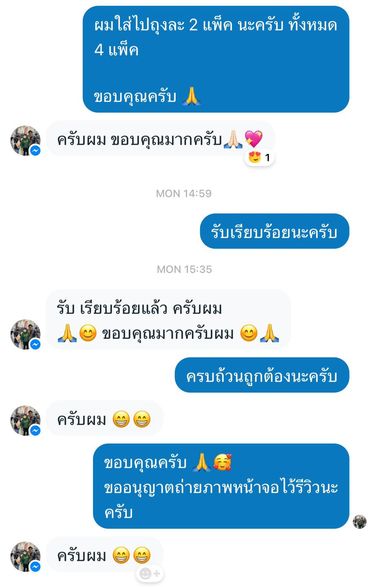 ผมใส่ไปถุงละ 2 แพ็ค นะครับ ทั้งหมด
4 แพ็ค
ขอบคุณครับ 🙏
ครับผม ขอบคุณมากครับ🙏🏻💖
😍 1
MON 14:59
รับเรียบร้อยนะครับ
MON 15:35
รับ เรียบร้อยแล้ว ครับผม
🙏😊 ขอบคุณมากครับผม 😊🙏
ครบถ้วนถูกต้องนะครับ
ครับผม 😁😁
ขอบคุณครับ 🙏🥰
ขออนุญาตถ่ายภาพหน้าจอไว้รีวิวนะ
ครับ
ครับผม 😁😁